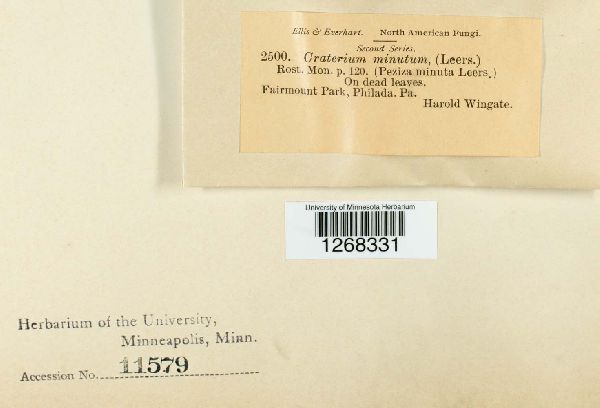 Ellis & Everhart. North American Fungi.
Second Series.
2500. Craterium minutum, (Leers.)
Rost. Mon. p. 120. (Peziza minuta Leers.)
On dead leaves.
Fairmount Park, Philada. Pa.
Harold Wingate.
University of Minnesota Herbarium
1268331
Herbarium of the University,
Minneapolis, Minn.
Accession No. 11579